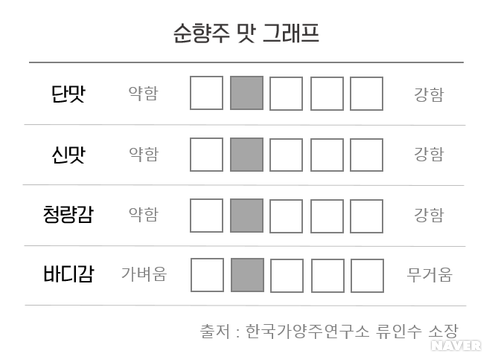 순향주 맛 그래프
단맛 약함 강함
신맛 약함 강함
청량감 약함 강함
바디감 가벼움 무거움
출저 : 한국가양주연구소 류인수 소장
NAVER